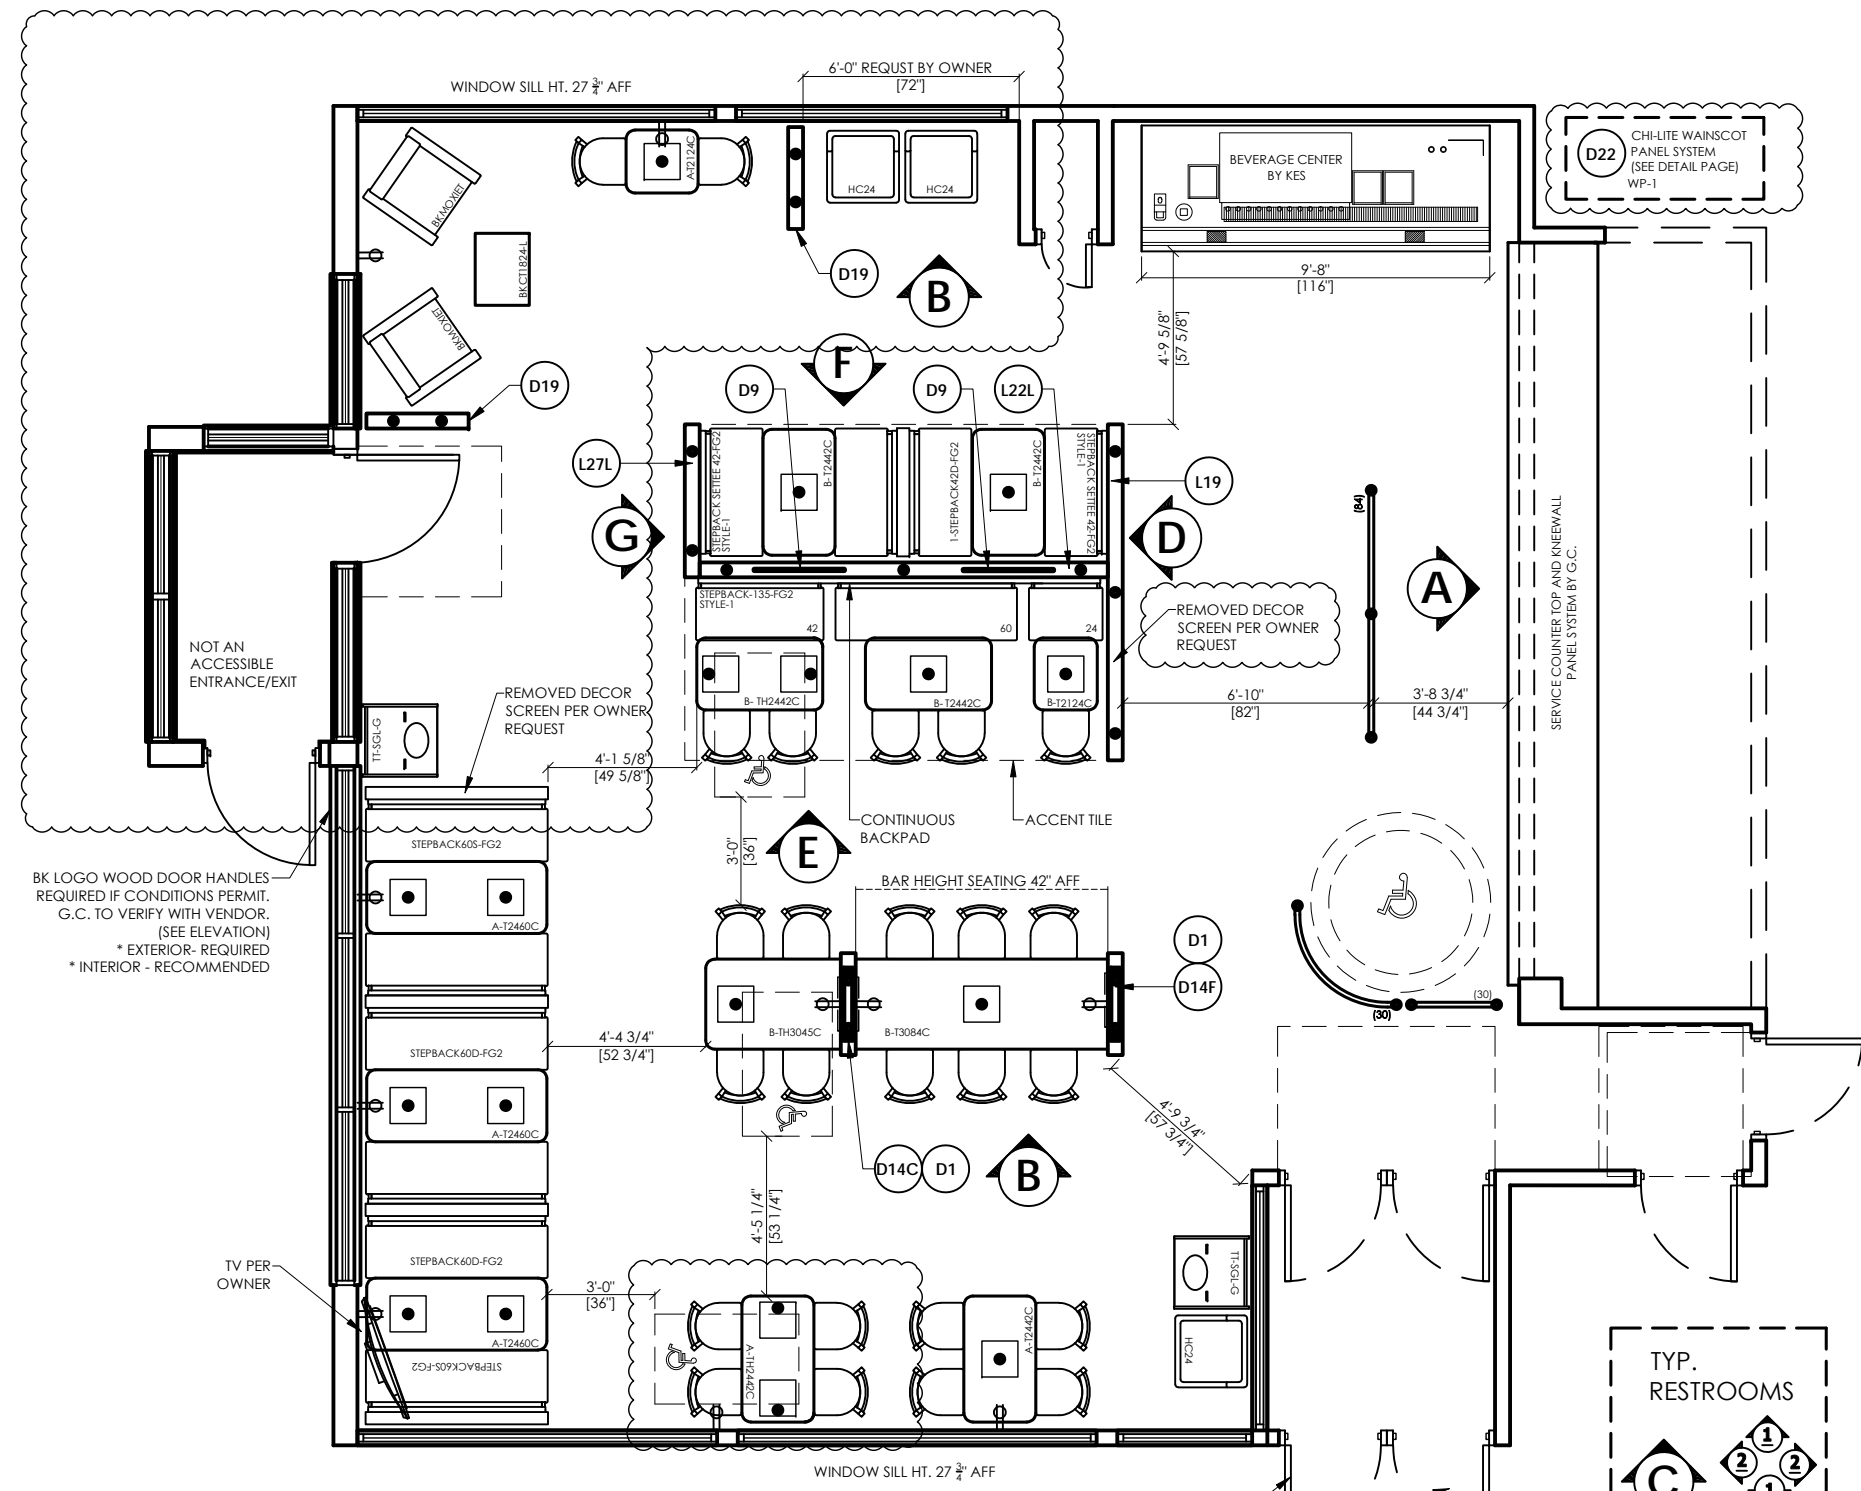 WINDOW SILL HT. 27 3/4" AFF
6'-0" REQUST BY OWNER
[72"]
A-T2124C
HC24
HC24
BEVERAGE CENTER
BY KES
D22
CHI-LITE WAINSCOT
PANEL SYSTEM
(SEE DETAIL PAGE)
WP-1
BKMOXIET
BKCT1824-L
BKMOXIET
D19
B
9'-8"
[116"]
4'-9 5/8"
[57 5/8"]
F
D19
D9
D9
L22L
L27L
STEPBACK SETTEE 42-FG2
STYLE-1
B- T2442C
1-STEPBACK42D-FG2
B- T2442C
STEPBACK SETTEE 42-FG2
STYLE-1
L19
G
D
(84)
A
SERVICE COUNTER TOP AND KNEEWALL
PANEL SYSTEM BY G.C.
STEPBACK-135-FG2
STYLE-1
42
60
24
REMOVED DECOR
SCREEN PER OWNER
REQUEST
NOT AN
ACCESSIBLE
ENTRANCE/EXIT
B- TH2442C
B- T2442C
B-T2124C
6'-10"
[82"]
3'-8 3/4"
[44 3/4"]
TT-SGL-G
REMOVED DECOR
SCREEN PER OWNER
REQUEST
4'-1 5/8"
[49 5/8"]
CONTINUOUS
BACKPAD
ACCENT TILE
3'-0"
[36"]
E
STEPBACK60S-FG2
BK LOGO WOOD DOOR HANDLES
REQUIRED IF CONDITIONS PERMIT.
G.C. TO VERIFY WITH VENDOR.
(SEE ELEVATION)
* EXTERIOR- REQUIRED
* INTERIOR - RECOMMENDED
A-T2460C
BAR HEIGHT SEATING 42" AFF
D1
D14F
(30)
(30)
B-TH3045C
B-T3084C
4'-4 3/4"
[52 3/4"]
STEPBACK60D-FG2
A-T2460C
4'-9 3/4"
[57 3/4"]
D14C
D1
B
4'-5 1/4"
[53 1/4"]
STEPBACK60D-FG2
TV PER
OWNER
3'-0"
[36"]
A-T2460C
STEPBACK60S-FG2
A-TH2442C
A-T2442C
TT-SGL-G
HC24
TYP.
RESTROOMS
1
2
2
1
C
WINDOW SILL HT. 27 3/4" AFF